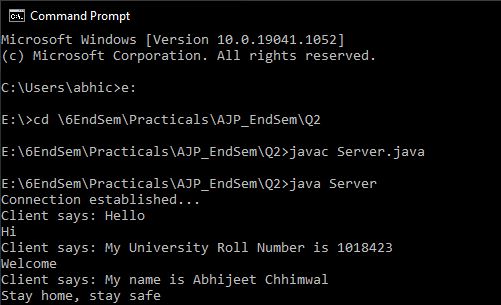 Command Prompt
Microsoft Windows [Version 10.0.19041.1052]
(c) Microsoft Corporation. All rights reserved.
C:\Users\abhic>e:
E:\>cd \6EndSem\Practicals\AJP_EndSem\Q2
E:\6EndSem\Practicals\AJP_EndSem\Q2>javac Server.java
E:\6EndSem\Practicals\AJP_EndSem\Q2>java Server
Connection established...
Client says: Hello
Hi
Client says: My University Roll Number is 1018423
Welcome
Client says: My name is Abhijeet Chhimwal
Stay home, stay safe